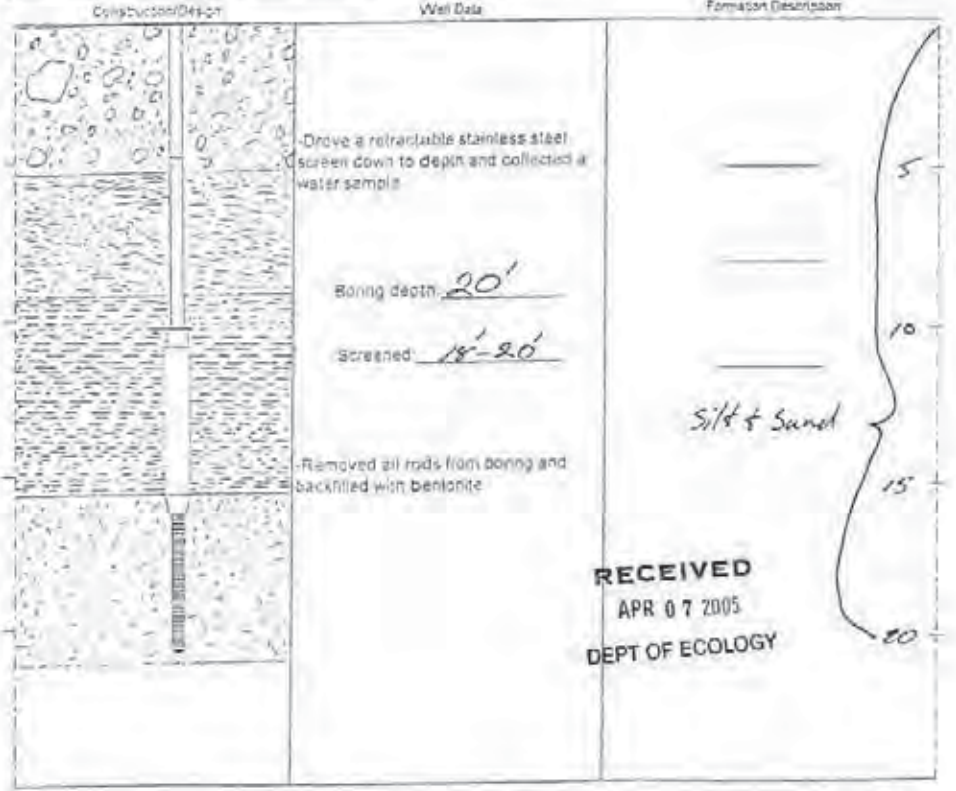 Construction/Design
Well Data
Formation Description
-Drove a retractable stainless steel
screen down to depth and collected a
water sample
Boring depth: 20'
Screened: 18'-20'
-Removed all rods from boring and
backfilled with bentonite
Silt & Sand
5
10
15
20
RECEIVED
APR 07 2005
DEPT OF ECOLOGY